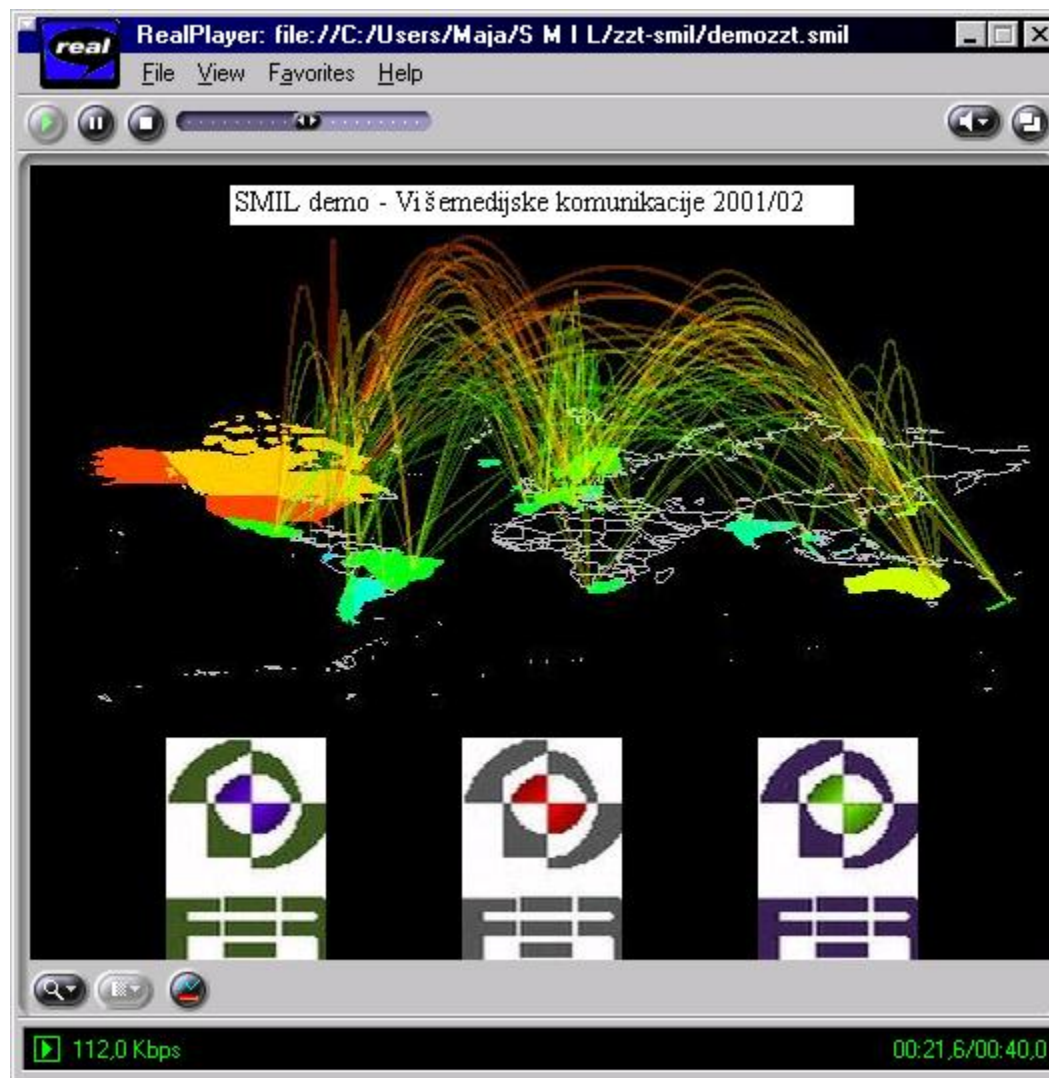 real
RealPlayer: file://C:/Users/Maja/S M I L/zzt-smil/demozzt.smil
File View Favorites Help
SMIL demo - Višemedijske komunikacije 2001/02
112,0 Kbps
00:21,6/00:40,0